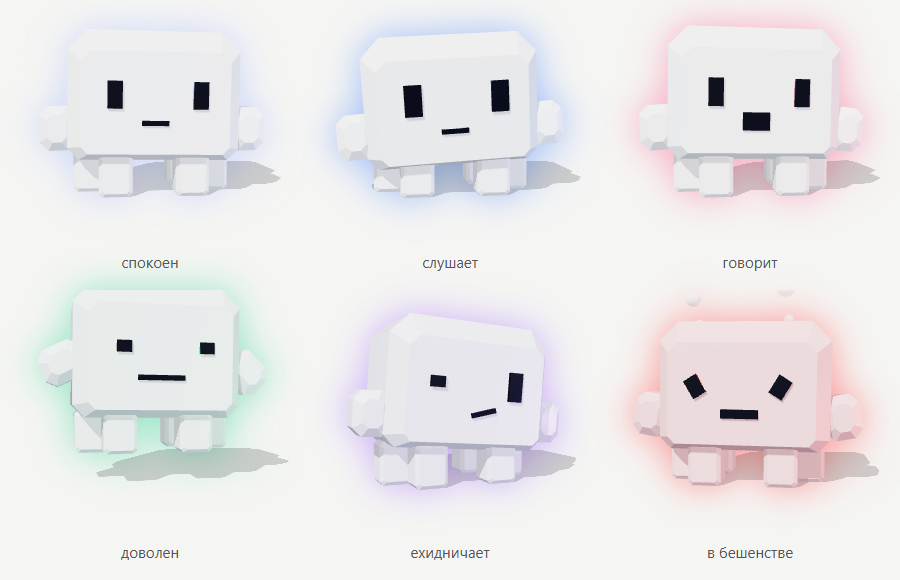 спокоен
слушает
говорит
доволен
ехидничает
в бешенстве